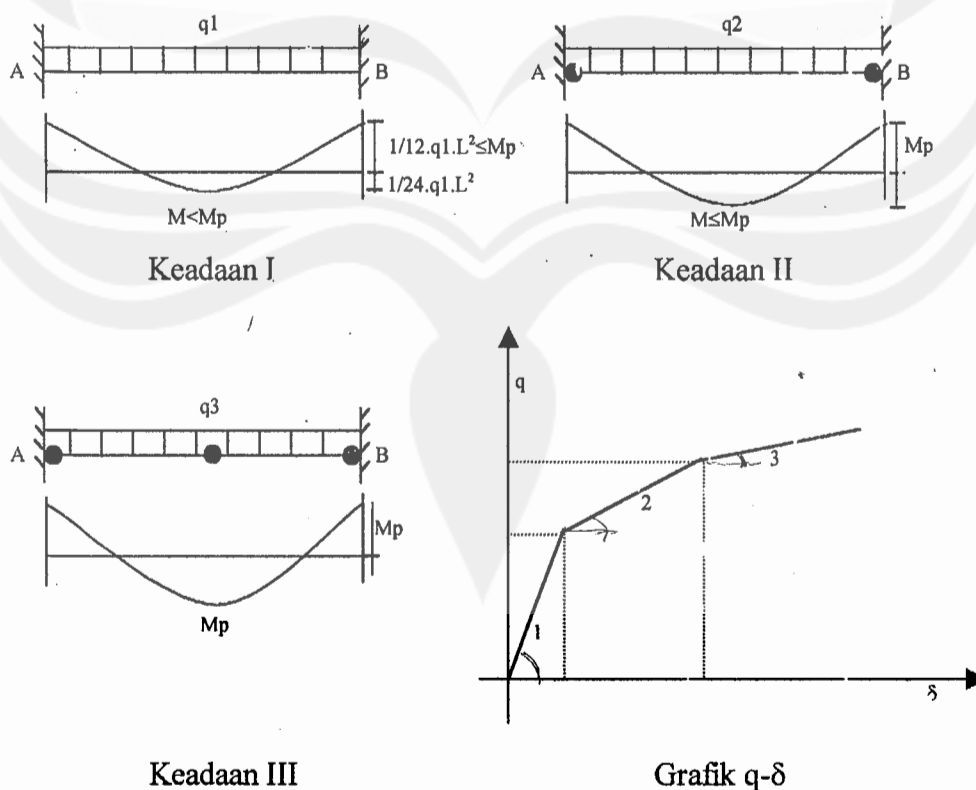 q1
A
B
1/12.q1.L²≤Mp
1/24.q1.L²
M<Mp
Keadaan I
q2
A
B
Mp
M≤Mp
Keadaan II
q3
A
B
Mp
Mp
Keadaan III
q
1
2
3
δ
Grafik q-δ